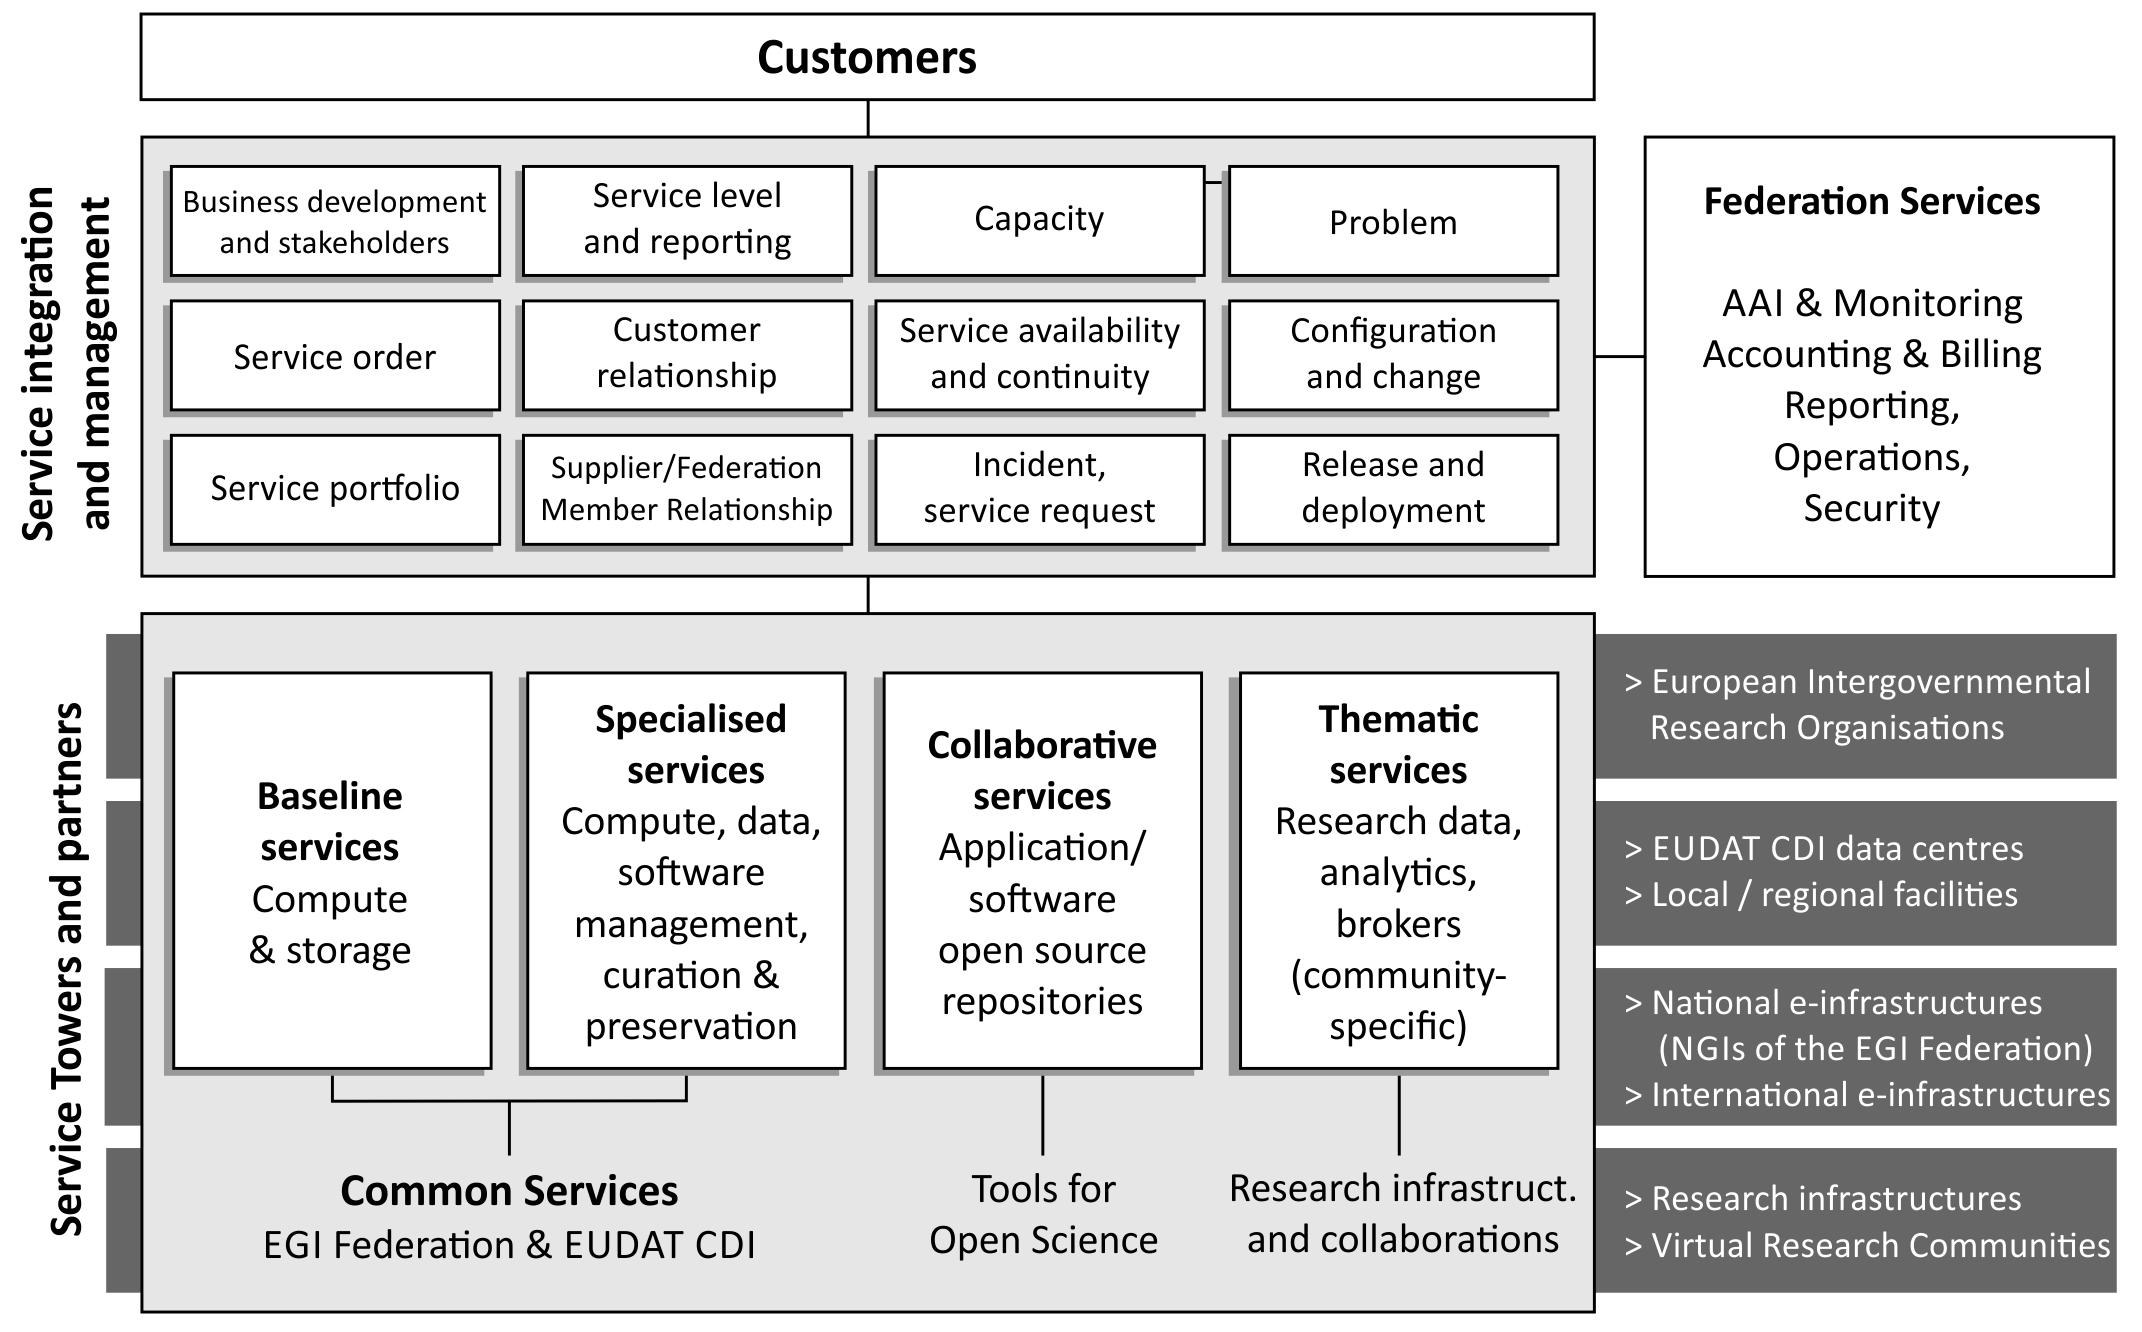 Customers
Service integration
and management
Business development
and stakeholders
Service level
and reporting
Capacity
Problem
Service order
Customer
relationship
Service availability
and continuity
Configuration
and change
Service portfolio
Supplier/Federation
Member Relationship
Incident,
service request
Release and
deployment
Federation Services
AAI & Monitoring
Accounting & Billing
Reporting,
Operations,
Security
Service Towers and partners
Baseline
services
Compute
& storage
Specialised
services
Compute, data,
software
management,
curation &
preservation
Collaborative
services
Application/
software
open source
repositories
Thematic
services
Research data,
analytics,
brokers
(community-
specific)
Common Services
EGI Federation & EUDAT CDI
Tools for
Open Science
Research infrastruct.
and collaborations
> European Intergovernmental
Research Organisations
> EUDAT CDI data centres
> Local / regional facilities
> National e-infrastructures
(NGIs of the EGI Federation)
> International e-infrastructures
> Research infrastructures
> Virtual Research Communities